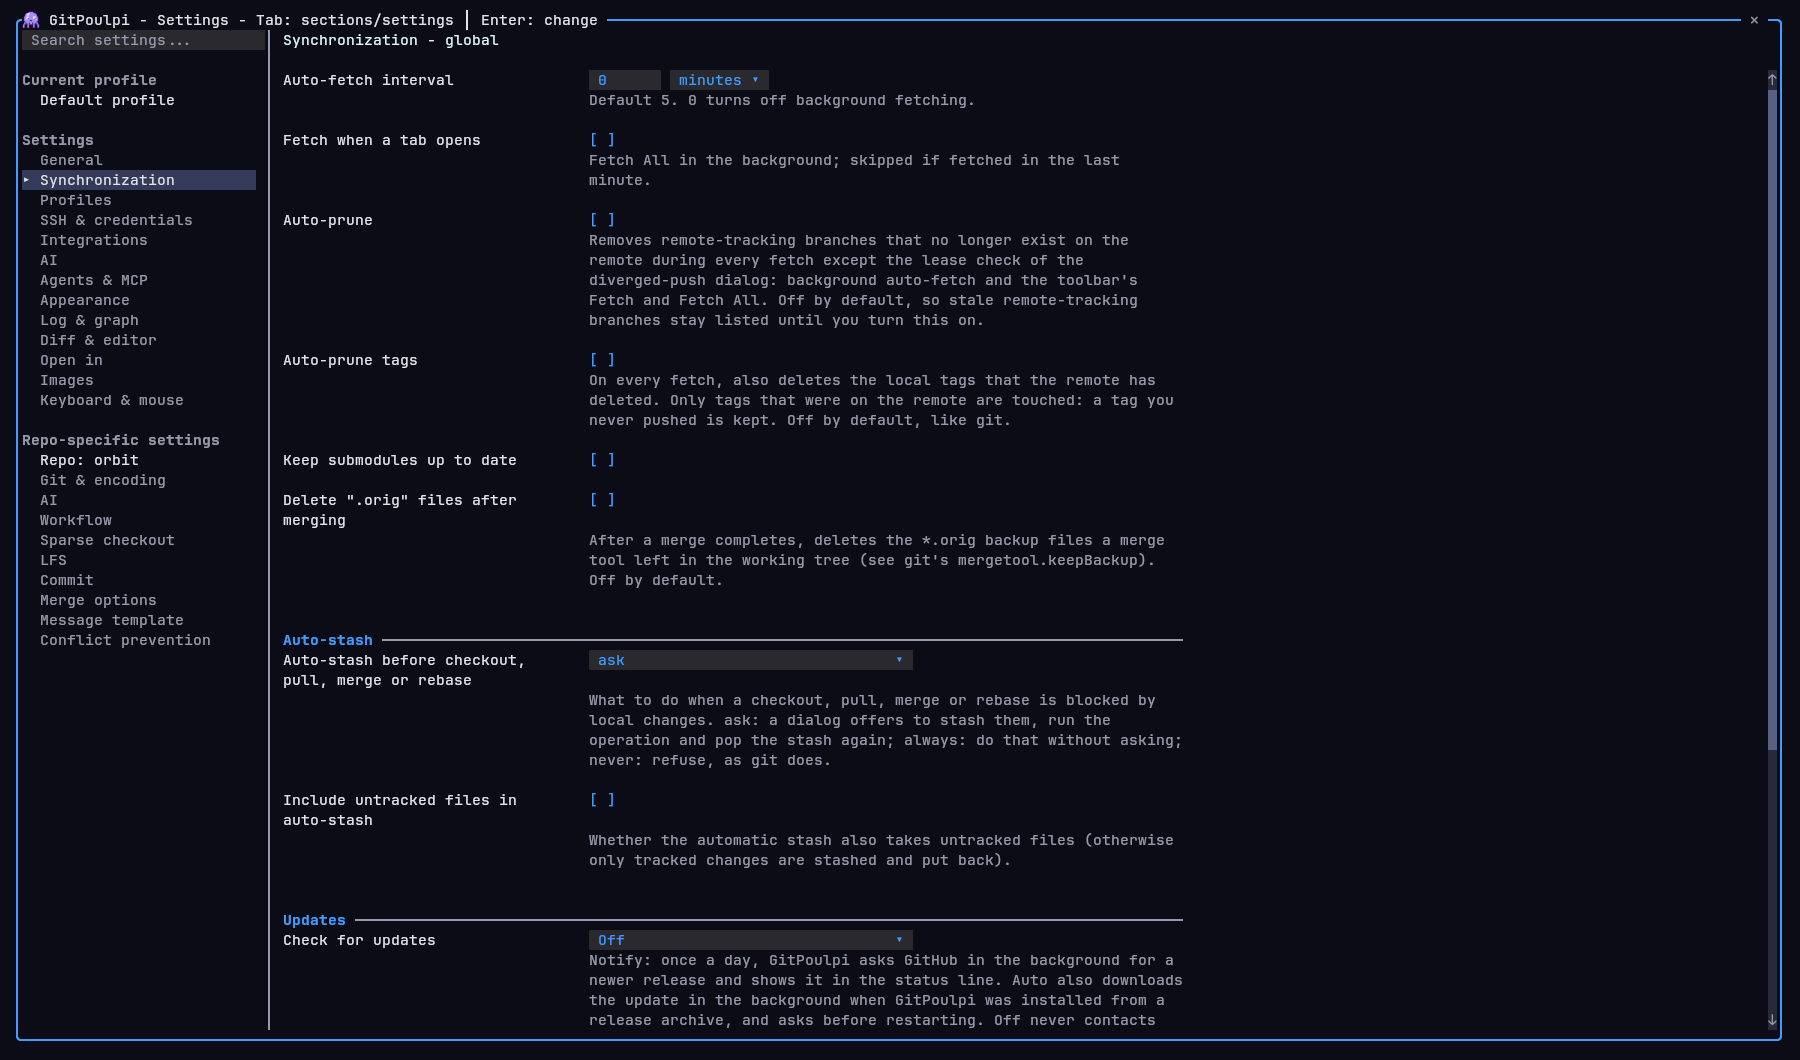 GitPoulpi - Settings - Tab: sections/settings | Enter: change ×
Search settings...
Current profile
Default profile
Settings
General
▸ Synchronization
Profiles
SSH & credentials
Integrations
AI
Agents & MCP
Appearance
Log & graph
Diff & editor
Open in
Images
Keyboard & mouse
Repo-specific settings
Repo: orbit
Git & encoding
AI
Workflow
Sparse checkout
LFS
Commit
Merge options
Message template
Conflict prevention
Synchronization - global
Auto-fetch interval 0 minutes ▾
Default 5. 0 turns off background fetching.
Fetch when a tab opens [ ]
Fetch All in the background; skipped if fetched in the last
minute.
Auto-prune [ ]
Removes remote-tracking branches that no longer exist on the
remote during every fetch except the lease check of the
diverged-push dialog: background auto-fetch and the toolbar's
Fetch and Fetch All. Off by default, so stale remote-tracking
branches stay listed until you turn this on.
Auto-prune tags [ ]
On every fetch, also deletes the local tags that the remote has
deleted. Only tags that were on the remote are touched: a tag you
never pushed is kept. Off by default, like git.
Keep submodules up to date [ ]
Delete ".orig" files after [ ]
merging
After a merge completes, deletes the *.orig backup files a merge
tool left in the working tree (see git's mergetool.keepBackup).
Off by default.
Auto-stash
Auto-stash before checkout, ask ▾
pull, merge or rebase
What to do when a checkout, pull, merge or rebase is blocked by
local changes. ask: a dialog offers to stash them, run the
operation and pop the stash again; always: do that without asking;
never: refuse, as git does.
Include untracked files in [ ]
auto-stash
Whether the automatic stash also takes untracked files (otherwise
only tracked changes are stashed and put back).
Updates
Check for updates Off ▾
Notify: once a day, GitPoulpi asks GitHub in the background for a
newer release and shows it in the status line. Auto also downloads
the update in the background when GitPoulpi was installed from a
release archive, and asks before restarting. Off never contacts